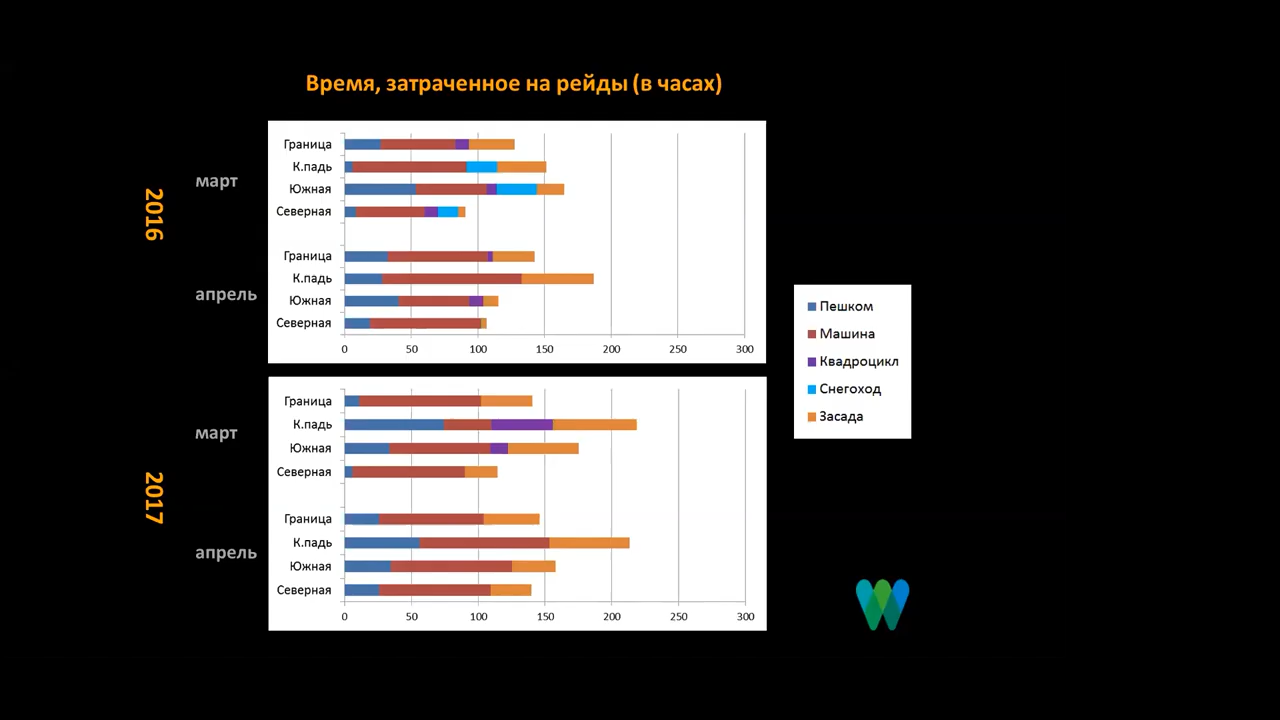 Время, затраченное на рейды (в часах)
2016
март
Граница
К.падь
Южная
Северная
апрель
Граница
К.падь
Южная
Северная
0 50 100 150 200 250 300
2017
март
Граница
К.падь
Южная
Северная
апрель
Граница
К.падь
Южная
Северная
0 50 100 150 200 250 300
Пешком
Машина
Квадроцикл
Снегоход
Засада